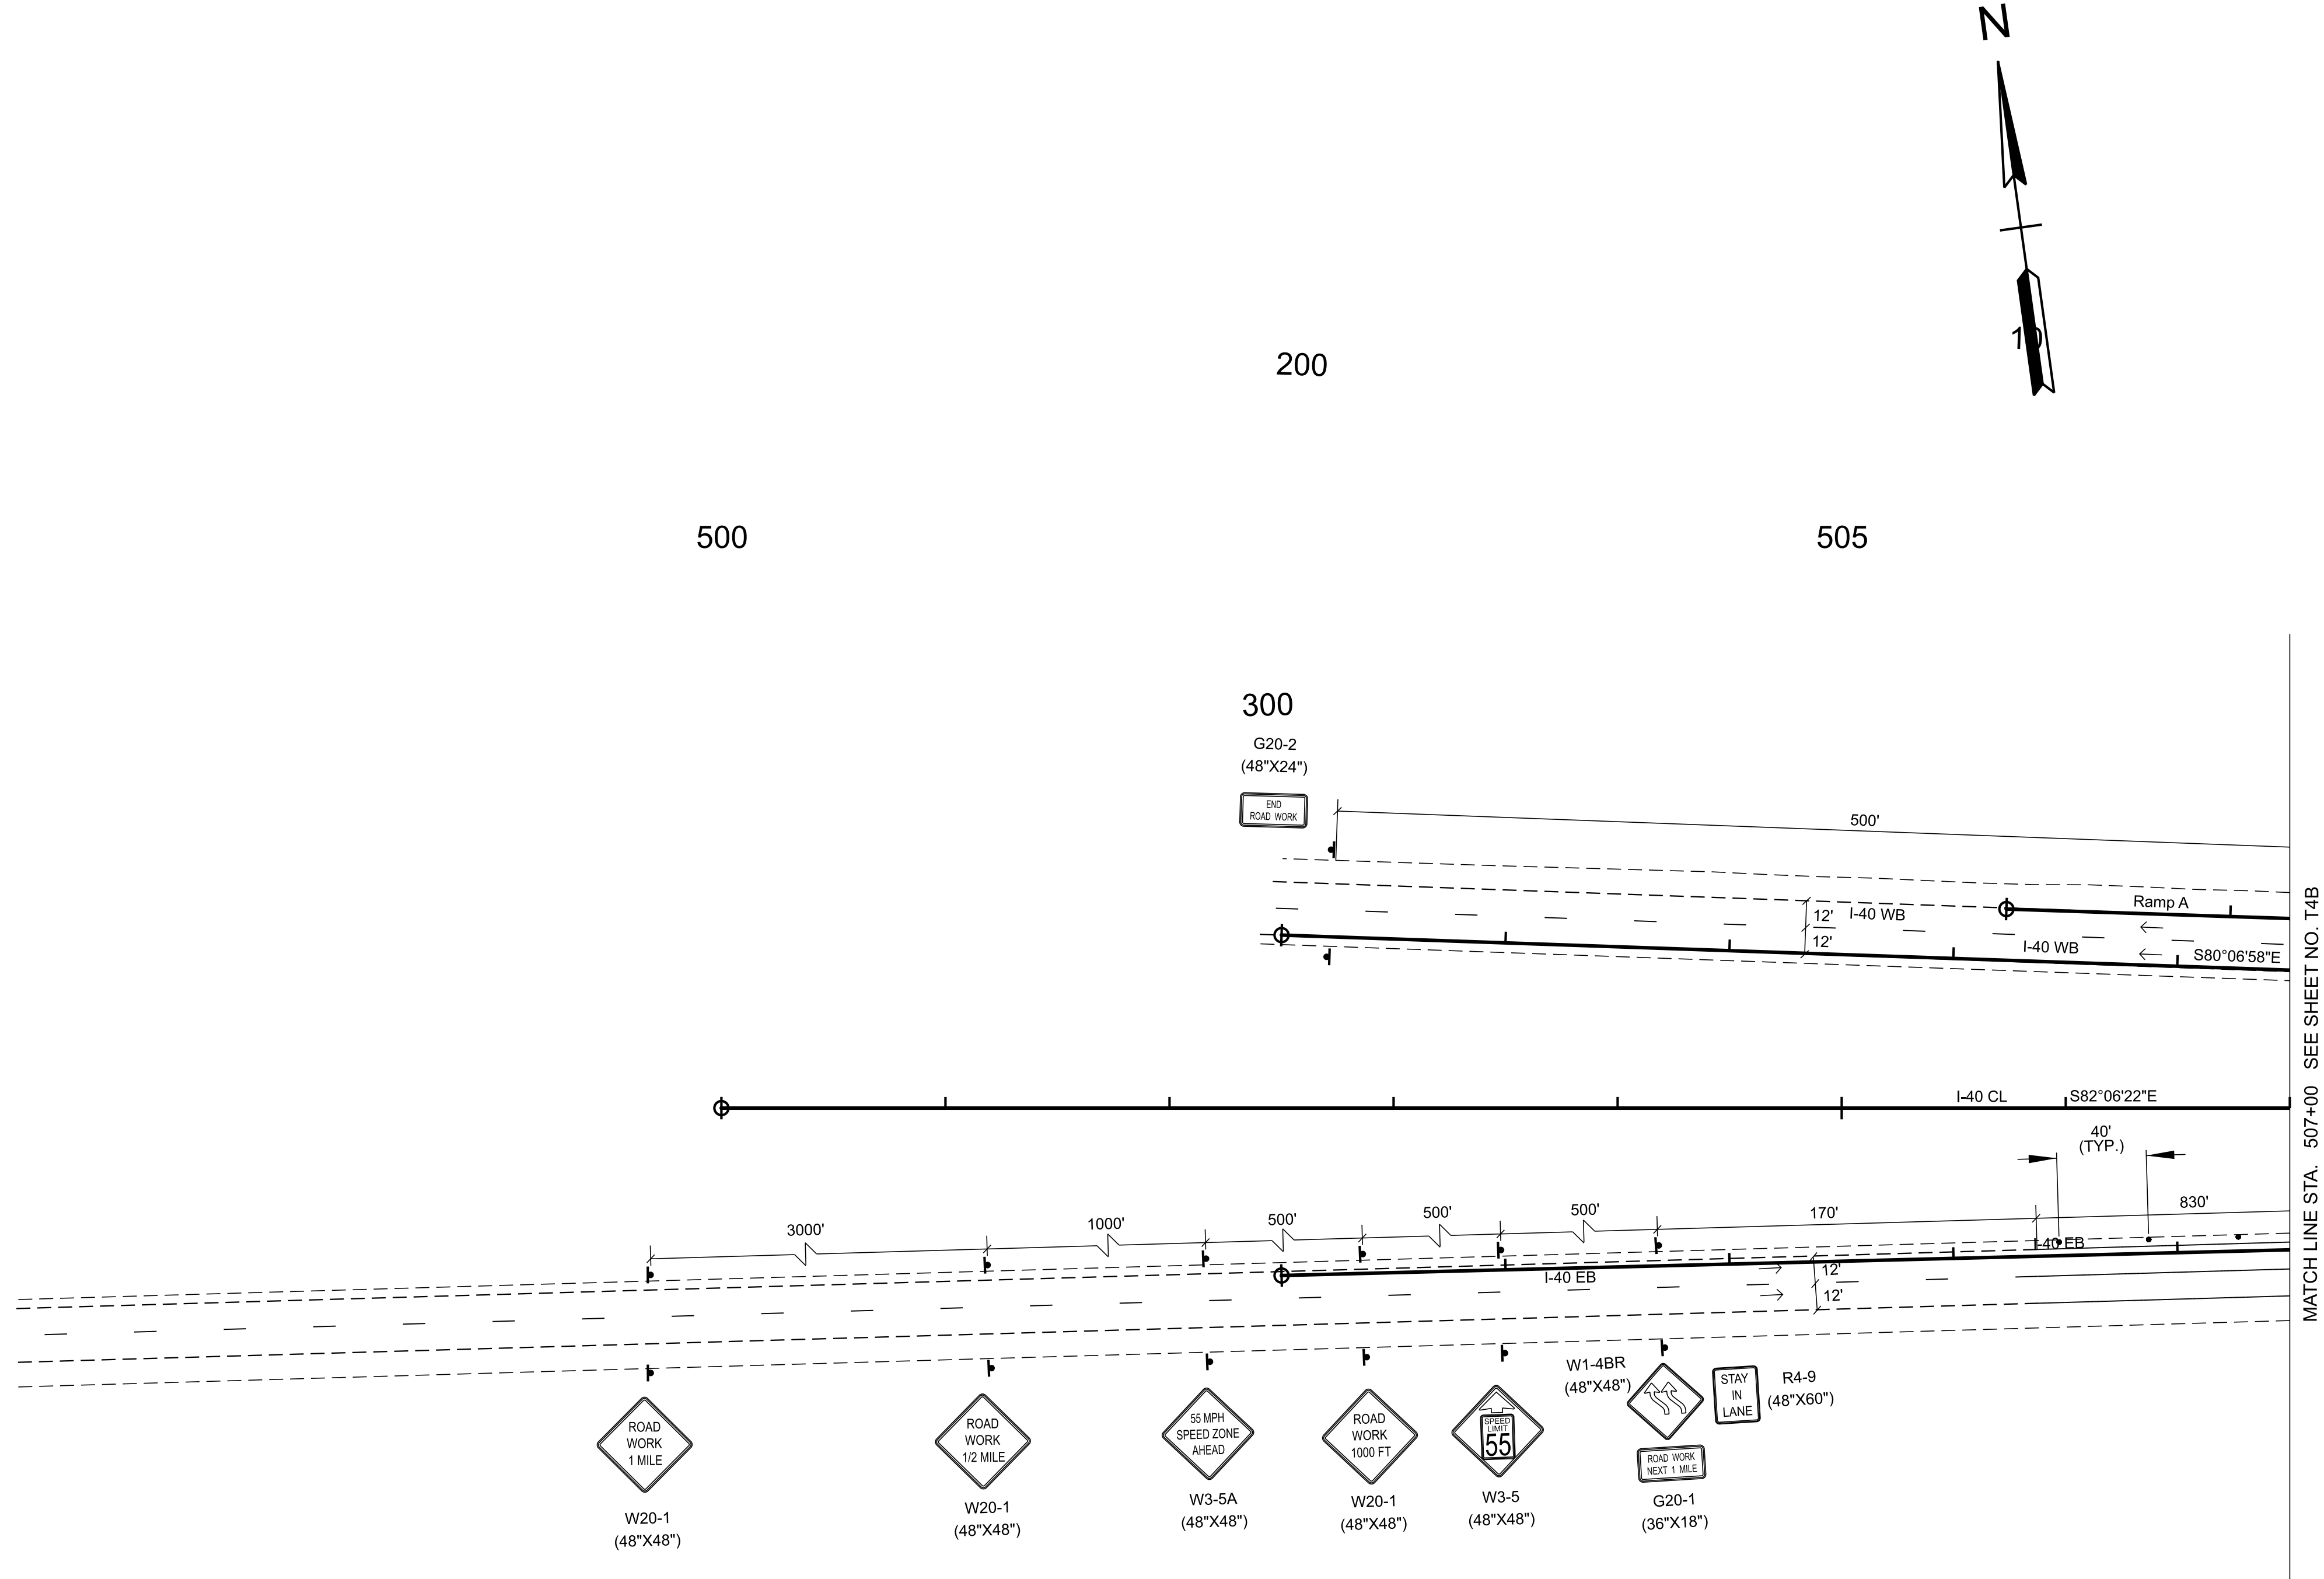 N
10
200
500
505
300
G20-2
(48"X24")
END
ROAD WORK
500'
Ramp A
12'
I-40 WB
12'
I-40 WB
S80°06'58"E
MATCH LINE STA. 507+00 SEE SHEET NO. T4B
I-40 CL
S82°06'22"E
40'
(TYP.)
3000'
1000'
500'
500'
500'
170'
830'
I-40 EB
I-40 EB
12'
12'
ROAD
WORK
1 MILE
W20-1
(48"X48")
ROAD
WORK
1/2 MILE
W20-1
(48"X48")
55 MPH
SPEED ZONE
AHEAD
W3-5A
(48"X48")
ROAD
WORK
1000 FT
W20-1
(48"X48")
SPEED
LIMIT
55
W3-5
(48"X48")
W1-4BR
(48"X48")
STAY
IN
LANE
R4-9
(48"X60")
ROAD WORK
NEXT 1 MILE
G20-1
(36"X18")